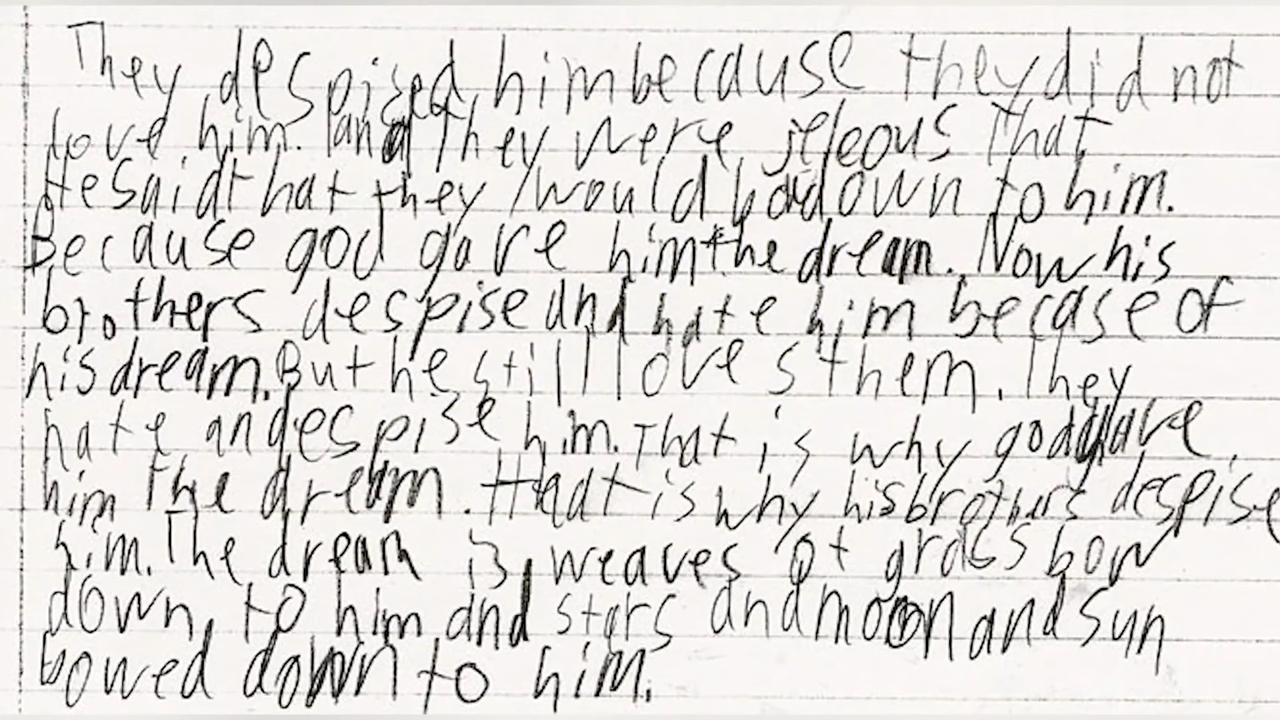 They despised him because they did not
love him. and they were jeleous that
He said that they would down to him.
Because god gave him the dream. Now his
brothers despise and hate him becase of
his dream. But he still loves them. They
hate an despise him. That is why god gave
him the dream. that is why his brothers despise
him. The dream is weaves of grass bow
down, to him and stars and moon and sun
bowed down to him.